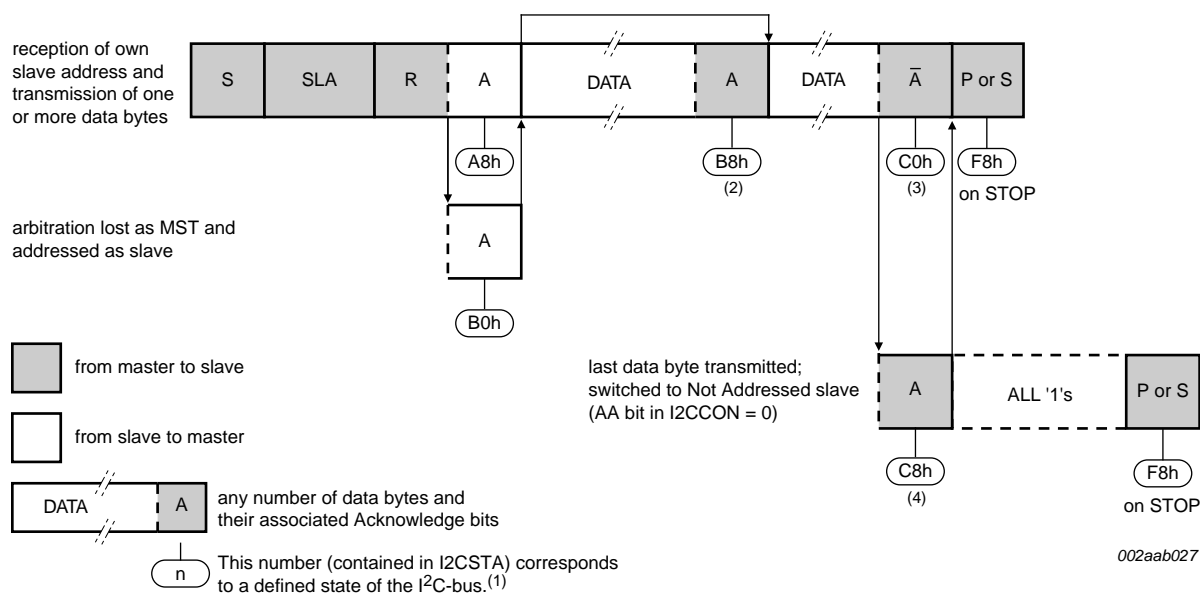 reception of own
slave address and
transmission of one
or more data bytes
S SLA R A DATA A DATA A̅ P or S
A8h B8h C0h F8h
(2) (3) on STOP
arbitration lost as MST and
addressed as slave
A
B0h
from master to slave
from slave to master
last data byte transmitted;
switched to Not Addressed slave
(AA bit in I2CCON = 0)
A ALL '1's P or S
C8h F8h
(4) on STOP
DATA A
any number of data bytes and
their associated Acknowledge bits
n
This number (contained in I2CSTA) corresponds
to a defined state of the I²C-bus.(1)
002aab027